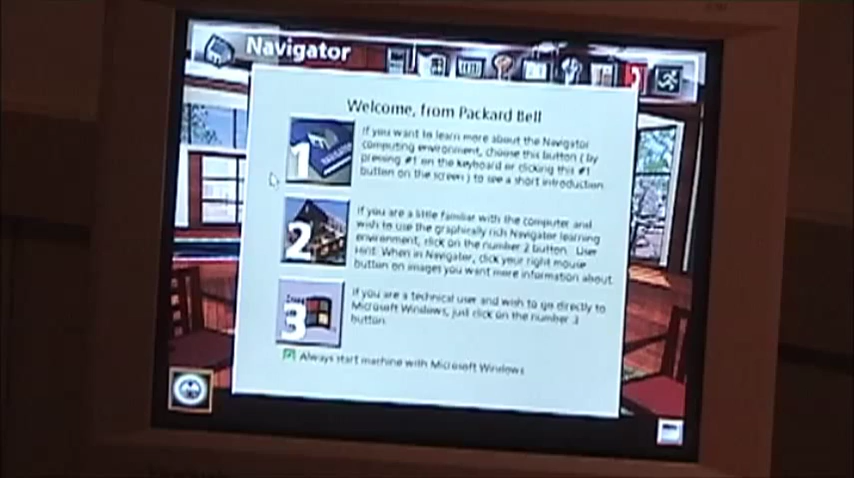 Navigator
Welcome, from Packard Bell
1
If you want to learn more about the Navigator
computing environment, choose this button ( by
pressing #1 on the keyboard or clicking this #1
button on the screen ) to see a short introduction
2
If you are a little familiar with the computer and
wish to use the graphically rich Navigator learning
environment, click on the number 2 button. User
Hint: When in Navigator, click your right mouse
button on images you want more information about
3
If you are a technical user and wish to go directly to
Microsoft Windows, just click on the number 3
button.
Always start machine with Microsoft Windows